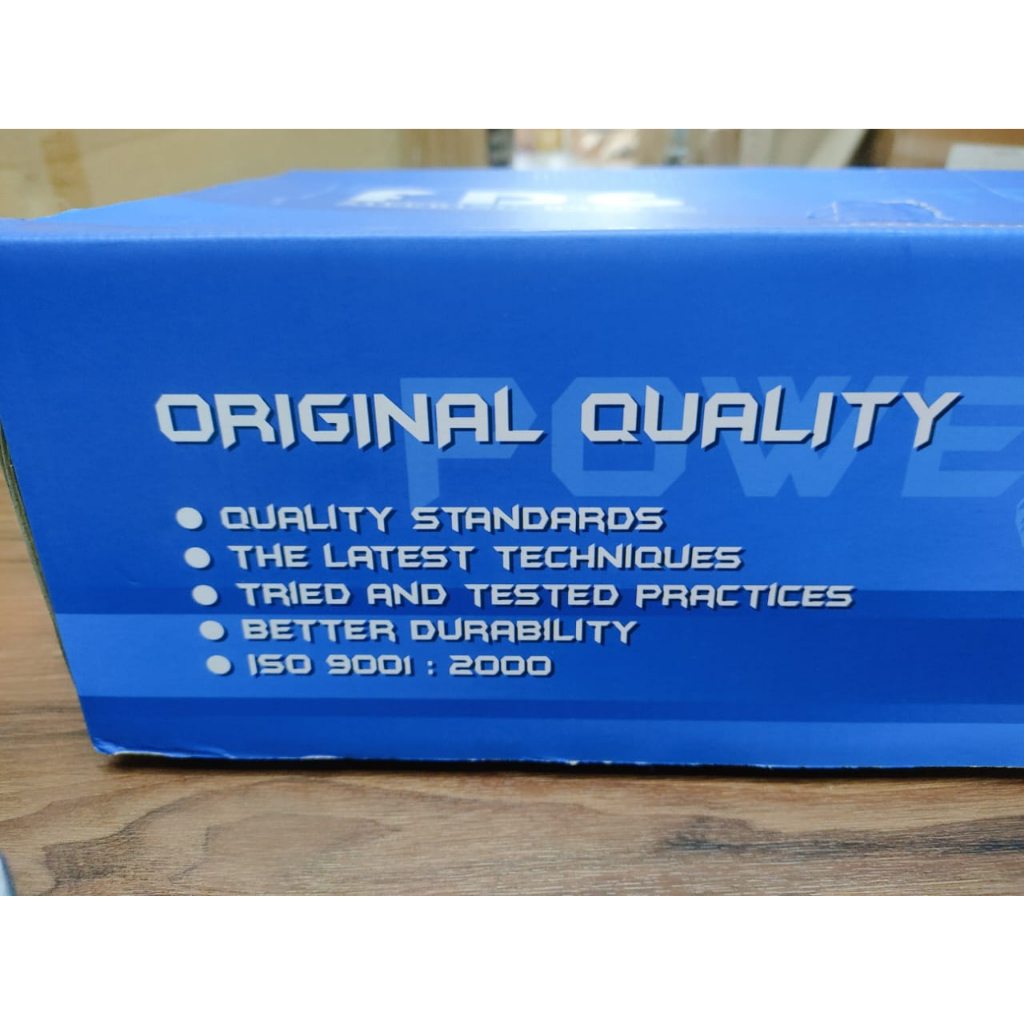 ORIGINAL QUALITY
● QUALITY STANDARDS
● THE LATEST TECHNIQUES
● TRIED AND TESTED PRACTICES
● BETTER DURABILITY
● ISO 9001 : 2000